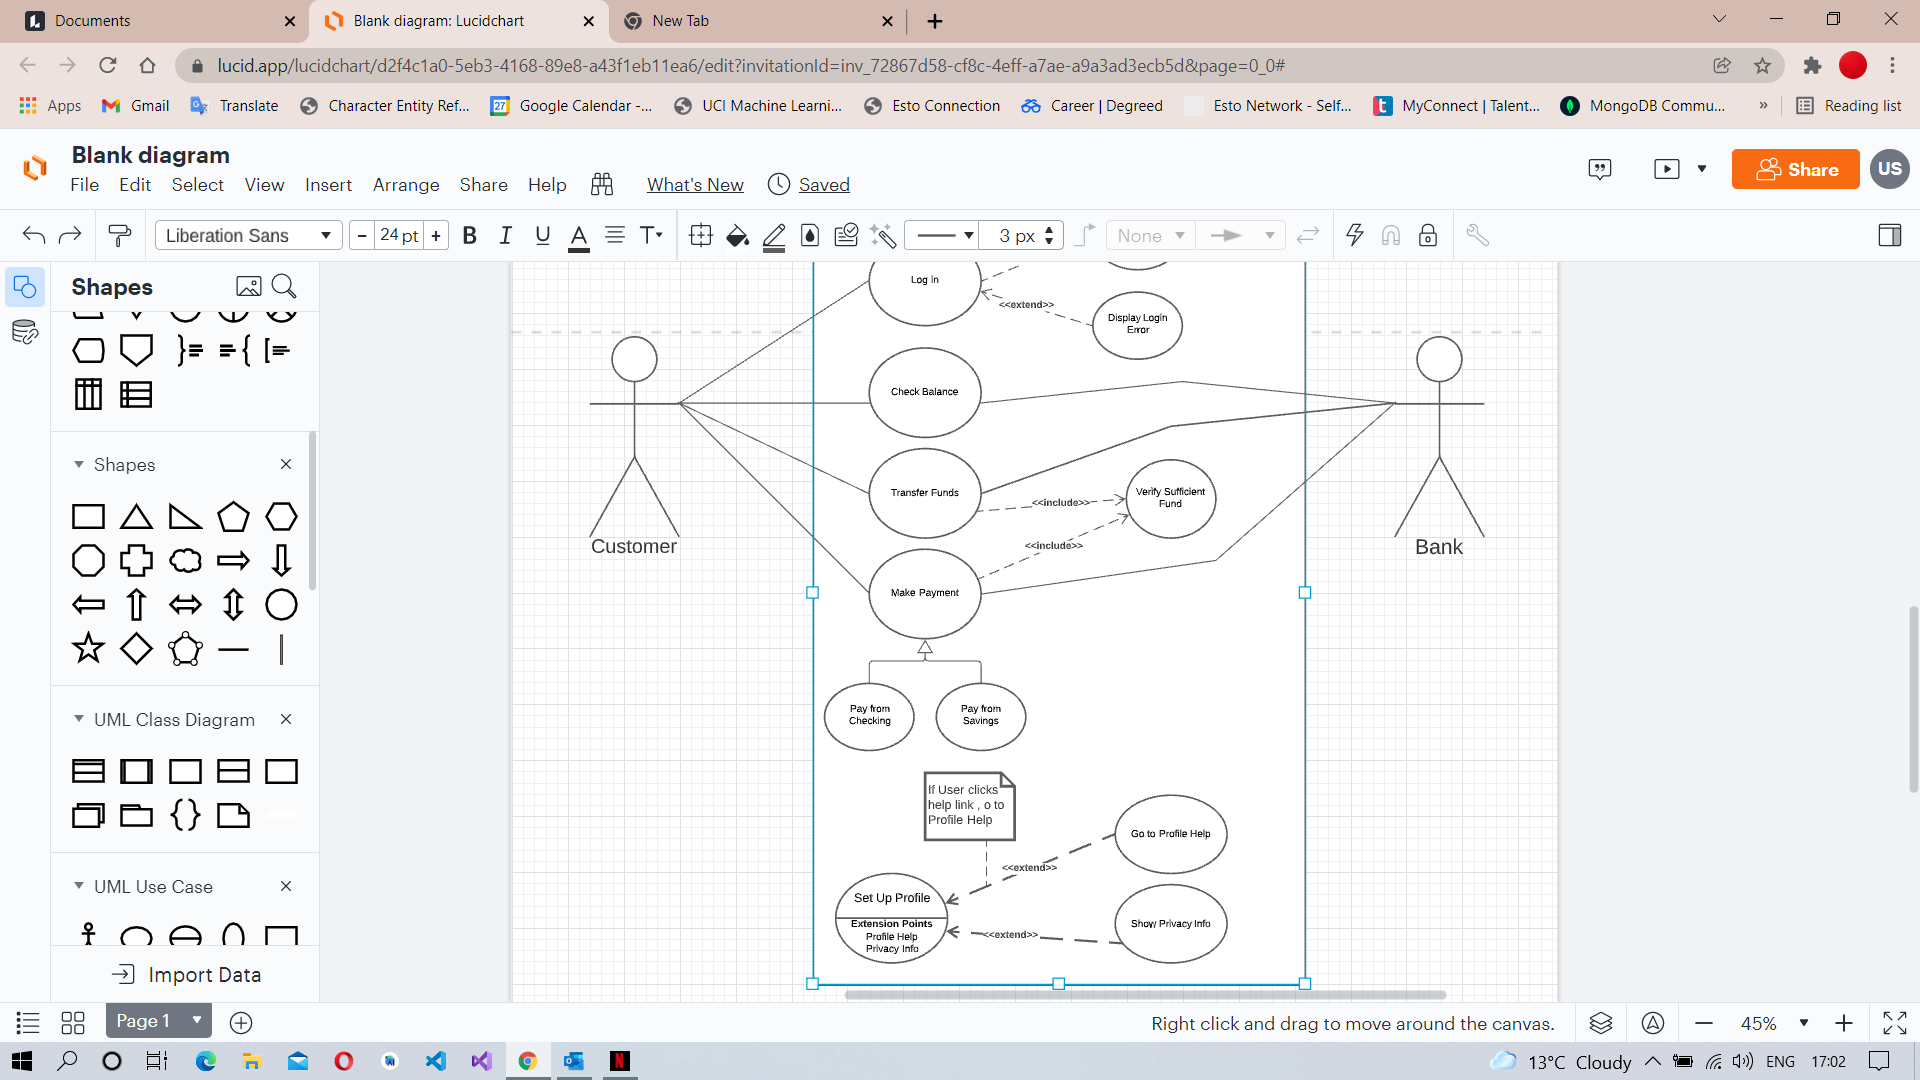 Documents
Blank diagram: Lucidchart
New Tab
lucid.app/lucidchart/d2f4c1a0-5eb3-4168-89e8-a43f1eb11ea6/edit?invitationId=inv_72867d58-cf8c-4eff-a7ae-a9a3ad3ecb5d&page=0_0#
Apps
Gmail
Translate
Character Entity Ref...
27
Google Calendar -...
UCI Machine Learni...
Esto Connection
Career | Degreed
Esto Network - Self...
MyConnect | Talent...
MongoDB Commu...
»
Reading list
Blank diagram
File Edit Select View Insert Arrange Share Help
What's New
Saved
Share
US
Liberation Sans
24 pt
B I U A
3 px
None
Shapes
Shapes
UML Class Diagram
UML Use Case
Import Data
Log in
<<extend>>
Display Login
Error
Check Balance
Transfer Funds
<<include>>
Verify Sufficient
Fund
<<include>>
Customer
Bank
Make Payment
Pay from
Checking
Pay from
Savings
If User clicks
help link , o to
Profile Help
Go to Profile Help
<<extend>>
Set Up Profile
Extension Points
Profile Help
Privacy Info
<<extend>>
Show Privacy Info
Page 1
Right click and drag to move around the canvas.
45%
13°C Cloudy
ENG
17:02